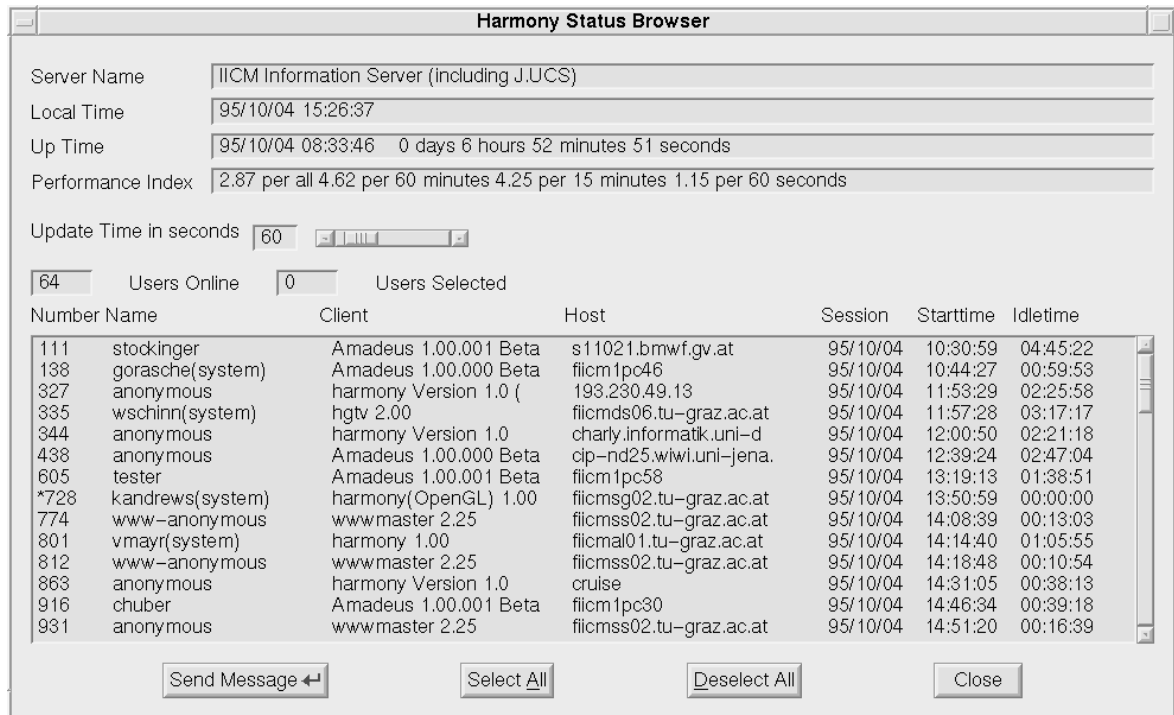 Harmony Status Browser
Server Name IICM Information Server (including J.UCS)
Local Time 95/10/04 15:26:37
Up Time 95/10/04 08:33:46 0 days 6 hours 52 minutes 51 seconds
Performance Index 2.87 per all 4.62 per 60 minutes 4.25 per 15 minutes 1.15 per 60 seconds
Update Time in seconds 60
64 Users Online 0 Users Selected
Number Name Client Host Session Starttime Idletime
111 stockinger Amadeus 1.00.001 Beta s11021.bmwf.gv.at 95/10/04 10:30:59 04:45:22
138 gorasche(system) Amadeus 1.00.000 Beta fiicm1pc46 95/10/04 10:44:27 00:59:53
327 anonymous harmony Version 1.0 ( 193.230.49.13 95/10/04 11:53:29 02:25:58
335 wschinn(system) hgtv 2.00 fiicmds06.tu-graz.ac.at 95/10/04 11:57:28 03:17:17
344 anonymous harmony Version 1.0 charly.informatik.uni-d 95/10/04 12:00:50 02:21:18
438 anonymous Amadeus 1.00.000 Beta cip-nd25.wiwi.uni-jena. 95/10/04 12:39:24 02:47:04
605 tester Amadeus 1.00.001 Beta fiicm1pc58 95/10/04 13:19:13 01:38:51
*728 kandrews(system) harmony(OpenGL) 1.00 fiicmsg02.tu-graz.ac.at 95/10/04 13:50:59 00:00:00
774 www-anonymous wwwmaster 2.25 fiicmss02.tu-graz.ac.at 95/10/04 14:08:39 00:13:03
801 vmayr(system) harmony 1.00 fiicmal01.tu-graz.ac.at 95/10/04 14:14:40 01:05:55
812 www-anonymous wwwmaster 2.25 fiicmss02.tu-graz.ac.at 95/10/04 14:18:48 00:10:54
863 anonymous harmony Version 1.0 cruise 95/10/04 14:31:05 00:38:13
916 chuber Amadeus 1.00.001 Beta fiicm1pc30 95/10/04 14:46:34 00:39:18
931 anonymous wwwmaster 2.25 fiicmss02.tu-graz.ac.at 95/10/04 14:51:20 00:16:39
Send Message Select All Deselect All Close